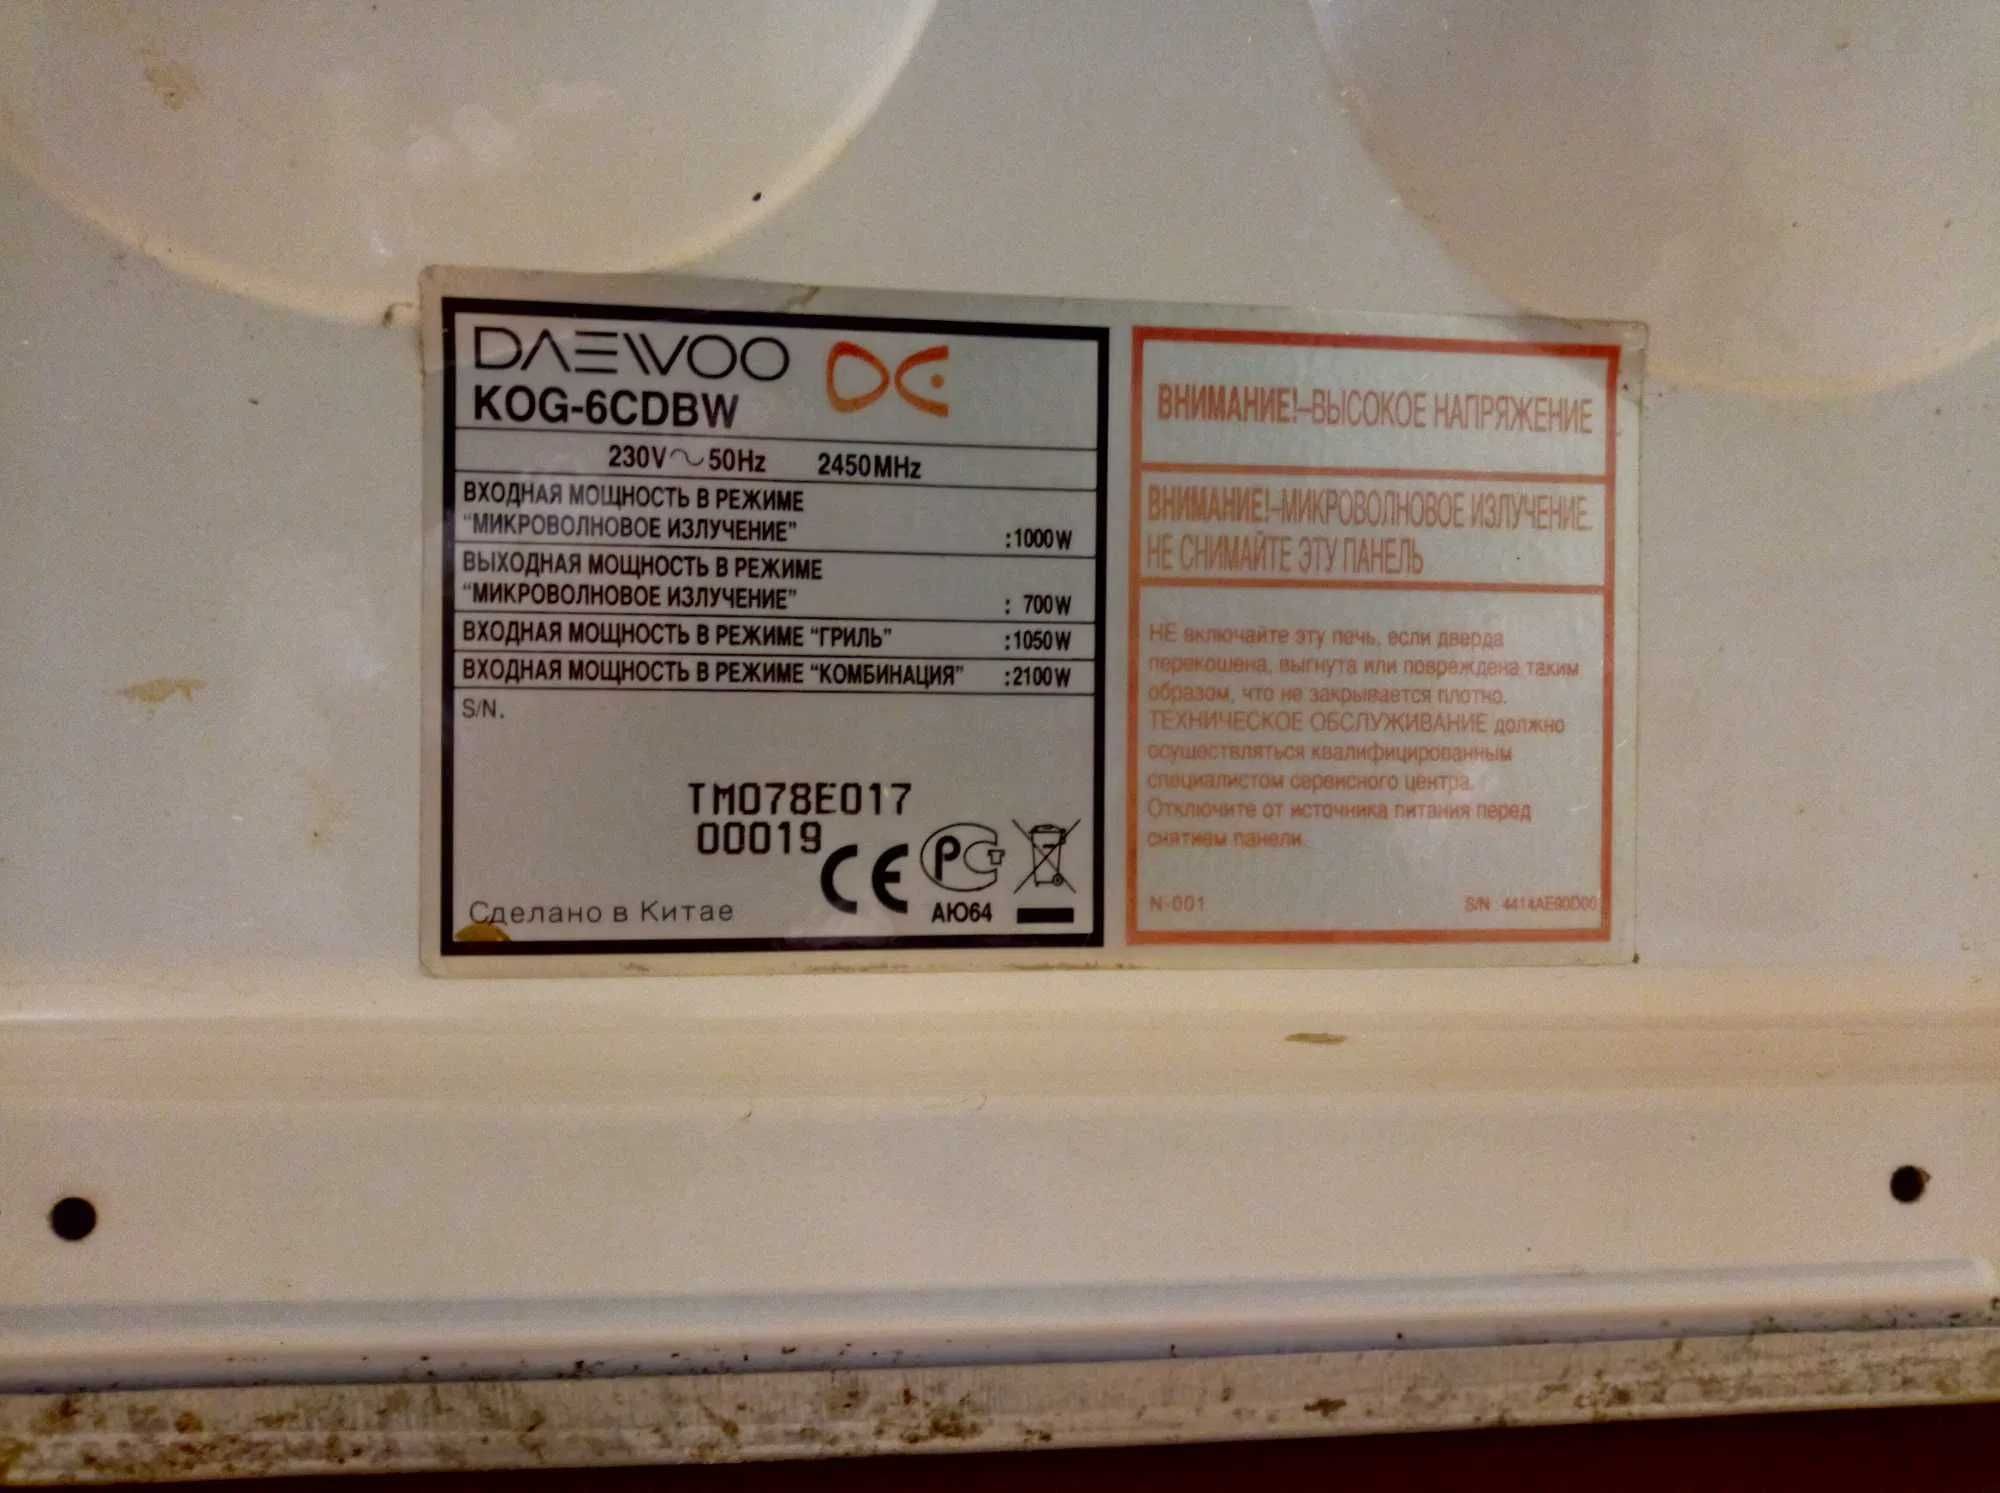 DAEWOO
KOG-6CDBW
230V~50Hz 2450MHz
ВХОДНАЯ МОЩНОСТЬ В РЕЖИМЕ
"МИКРОВОЛНОВОЕ ИЗЛУЧЕНИЕ" :1000W
ВЫХОДНАЯ МОЩНОСТЬ В РЕЖИМЕ
"МИКРОВОЛНОВОЕ ИЗЛУЧЕНИЕ" : 700W
ВХОДНАЯ МОЩНОСТЬ В РЕЖИМЕ "ГРИЛЬ" :1050W
ВХОДНАЯ МОЩНОСТЬ В РЕЖИМЕ "КОМБИНАЦИЯ" :2100W
S/N.
TM078E017
00019
CE
РСТ
АЮ64
Сделано в Китае
ВНИМАНИЕ!–ВЫСОКОЕ НАПРЯЖЕНИЕ
ВНИМАНИЕ!–МИКРОВОЛНОВОЕ ИЗЛУЧЕНИЕ.
НЕ СНИМАЙТЕ ЭТУ ПАНЕЛЬ
НЕ включайте эту печь, если дверда
перекошена, выгнута или повреждена таким
образом, что не закрывается плотно.
ТЕХНИЧЕСКОЕ ОБСЛУЖИВАНИЕ должно
осуществляться квалифицированным
специалистом сервисного центра.
Отключите от источника питания перед
снятием панели.
N-001
S/N : 4414AE90D00